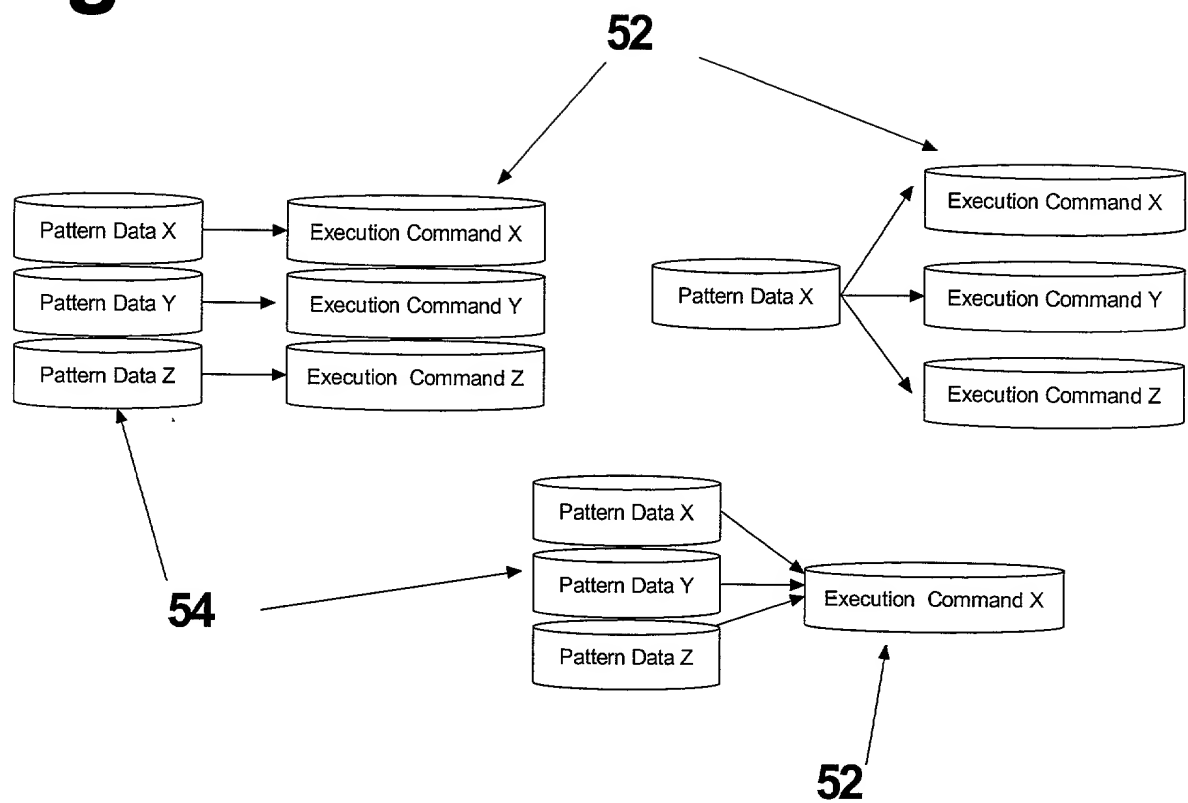 52
Pattern Data X
Execution Command X
Pattern Data Y
Execution Command Y
Pattern Data Z
Execution Command Z
Pattern Data X
Execution Command X
Execution Command Y
Execution Command Z
54
Pattern Data X
Pattern Data Y
Pattern Data Z
Execution Command X
52